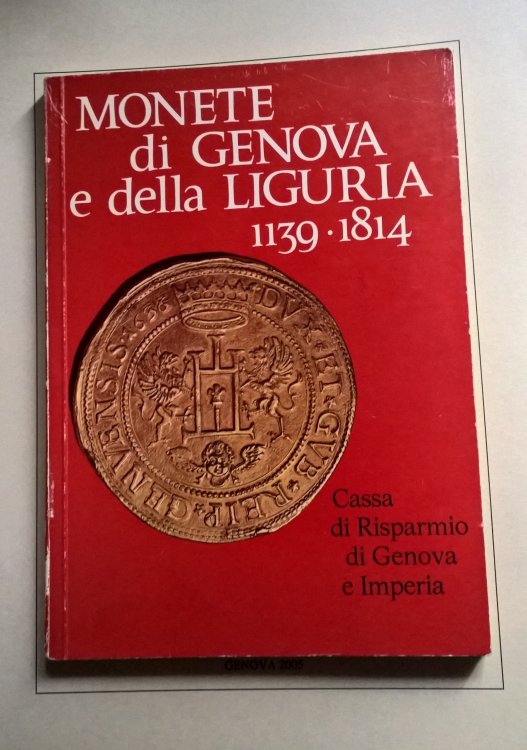 MONETE
di GENOVA
e della LIGURIA
1139 · 1814
DVX · ET · GVB · REIP · GENVENSIS · 1636
Cassa
di Risparmio
di Genova
e Imperia
GENOVA 2005